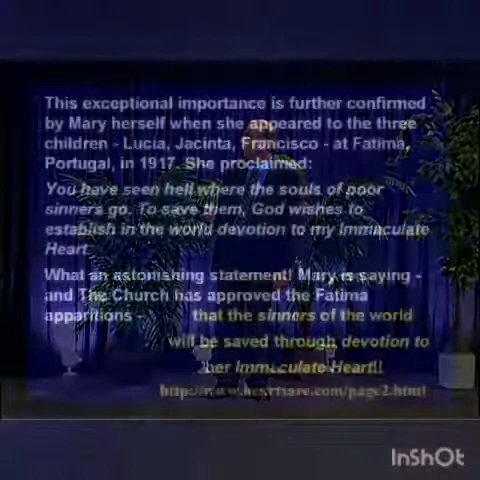 This exceptional importance is further confirmed
by Mary herself when she appeared to the three
children - Lucia, Jacinta, Francisco - at Fatima,
Portugal, in 1917. She proclaimed:
You have seen hell where the souls of poor
sinners go. To save them, God wishes to
establish in the world devotion to my Immaculate
Heart.
What an astonishing statement! Mary is saying -
and The Church has approved the Fatima
apparitions - that the sinners of the world
will be saved through devotion to
her Immaculate Heart!!
InShOt